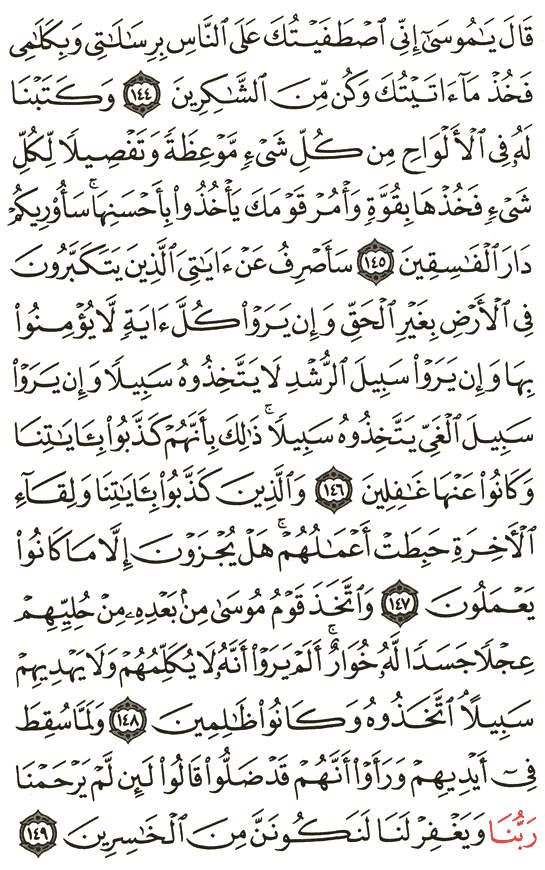 قَالَ يَٰمُوسَىٰٓ إِنِّى ٱصْطَفَيْتُكَ عَلَى ٱلنَّاسِ بِرِسَٰلَٰتِى وَبِكَلَٰمِى
فَخُذْ مَآ ءَاتَيْتُكَ وَكُن مِّنَ ٱلشَّٰكِرِينَ ١٤٤ وَكَتَبْنَا
لَهُۥ فِى ٱلْأَلْوَاحِ مِن كُلِّ شَىْءٍ مَّوْعِظَةً وَتَفْصِيلًا لِّكُلِّ
شَىْءٍ فَخُذْهَا بِقُوَّةٍ وَأْمُرْ قَوْمَكَ يَأْخُذُوا۟ بِأَحْسَنِهَا ۚ سَأُو۟رِيكُمْ
دَارَ ٱلْفَٰسِقِينَ ١٤٥ سَأَصْرِفُ عَنْ ءَايَٰتِىَ ٱلَّذِينَ يَتَكَبَّرُونَ
فِى ٱلْأَرْضِ بِغَيْرِ ٱلْحَقِّ وَإِن يَرَوْا۟ كُلَّ ءَايَةٍ لَّا يُؤْمِنُوا۟
بِهَا وَإِن يَرَوْا۟ سَبِيلَ ٱلرُّشْدِ لَا يَتَّخِذُوهُ سَبِيلًا وَإِن يَرَوْا۟
سَبِيلَ ٱلْغَىِّ يَتَّخِذُوهُ سَبِيلًا ۚ ذَٰلِكَ بِأَنَّهُمْ كَذَّبُوا۟ بِـَٔايَٰتِنَا
وَكَانُوا۟ عَنْهَا غَٰفِلِينَ ١٤٦ وَٱلَّذِينَ كَذَّبُوا۟ بِـَٔايَٰتِنَا وَلِقَآءِ
ٱلْأَخِرَةِ حَبِطَتْ أَعْمَٰلُهُمْ ۚ هَلْ يُجْزَوْنَ إِلَّا مَا كَانُوا۟
يَعْمَلُونَ ١٤٧ وَٱتَّخَذَ قَوْمُ مُوسَىٰ مِنۢ بَعْدِهِۦ مِنْ حُلِيِّهِمْ
عِجْلًا جَسَدًا لَّهُۥ خُوَارٌ ۚ أَلَمْ يَرَوْا۟ أَنَّهُۥ لَا يُكَلِّمُهُمْ وَلَا يَهْدِيهِمْ
سَبِيلًا ٱتَّخَذُوهُ وَكَانُوا۟ ظَٰلِمِينَ ١٤٨ وَلَمَّا سُقِطَ
فِىٓ أَيْدِيهِمْ وَرَأَوْا۟ أَنَّهُمْ قَدْ ضَلُّوا۟ قَالُوا۟ لَئِن لَّمْ يَرْحَمْنَا
رَبُّنَا وَيَغْفِرْ لَنَا لَنَكُونَنَّ مِنَ ٱلْخَٰسِرِينَ ١٤٩